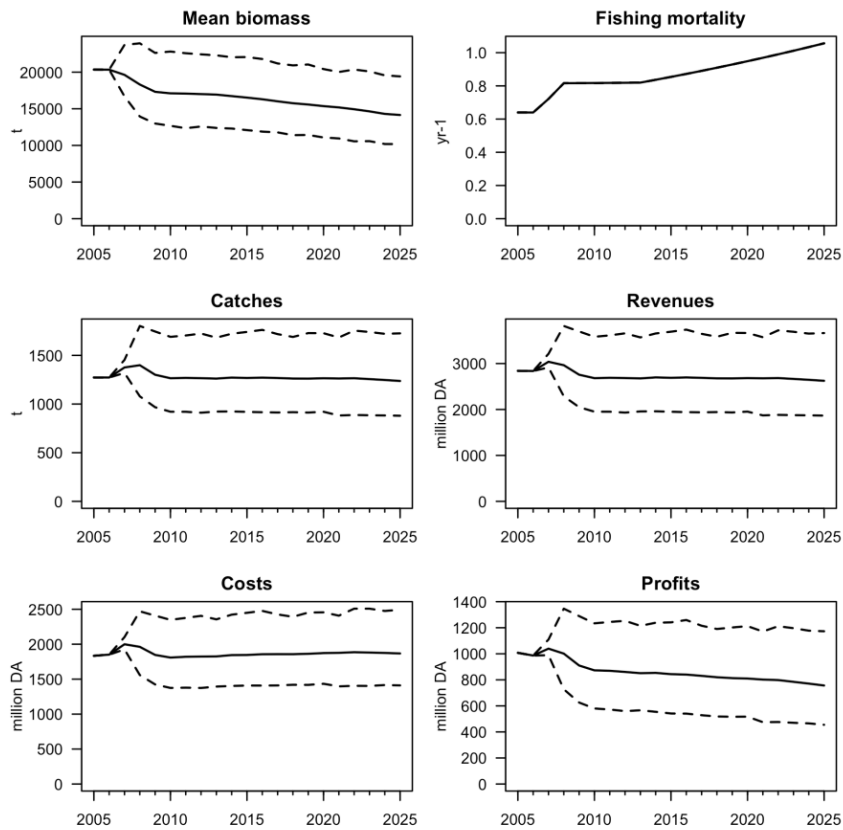 Mean biomass
t
20000
15000
10000
5000
0
2005 2010 2015 2020 2025
Fishing mortality
yr-1
1.0
0.8
0.6
0.4
0.2
0.0
2005 2010 2015 2020 2025
Catches
t
1500
1000
500
0
2005 2010 2015 2020 2025
Revenues
million DA
3000
2000
1000
0
2005 2010 2015 2020 2025
Costs
million DA
2500
2000
1500
1000
500
0
2005 2010 2015 2020 2025
Profits
million DA
1400
1200
1000
800
600
400
200
0
2005 2010 2015 2020 2025